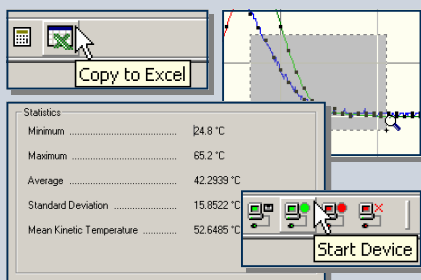 Copy to Excel
Statistics
Minimum .......................... 24.8 °C
Maximum ......................... 65.2 °C
Average ........................... 42.2939 °C
Standard Deviation ..................... 15.8522 °C
Mean Kinetic Temperature ............ 52.6485 °C
Start Device